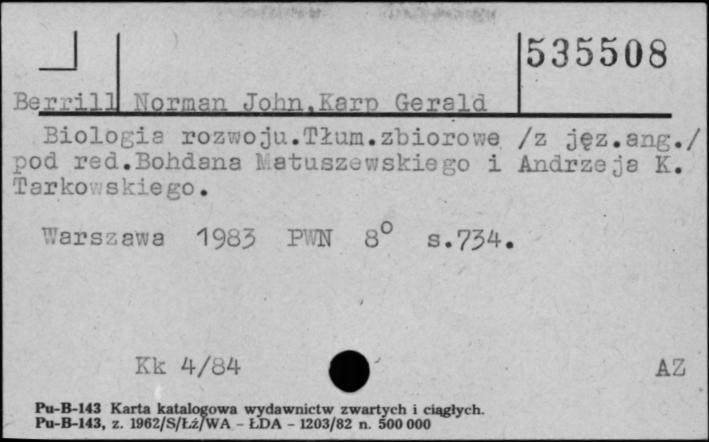 535508
Berrill Norman John,Karp Gerald
Biologia rozwoju.Tłum.zbiorowe /z jęz.ang./
pod red.Bohdana Matuszewskiego i Andrzeja K.
Tarkowskiego.
Warszawa 1983 PWN 8° s.734.
Kk 4/84 AZ
Pu-B-143 Karta katalogowa wydawnictw zwartych i ciągłych.
Pu-B-143, z. 1962/S/Łź/WA - ŁDA - 1203/82 n. 500 000